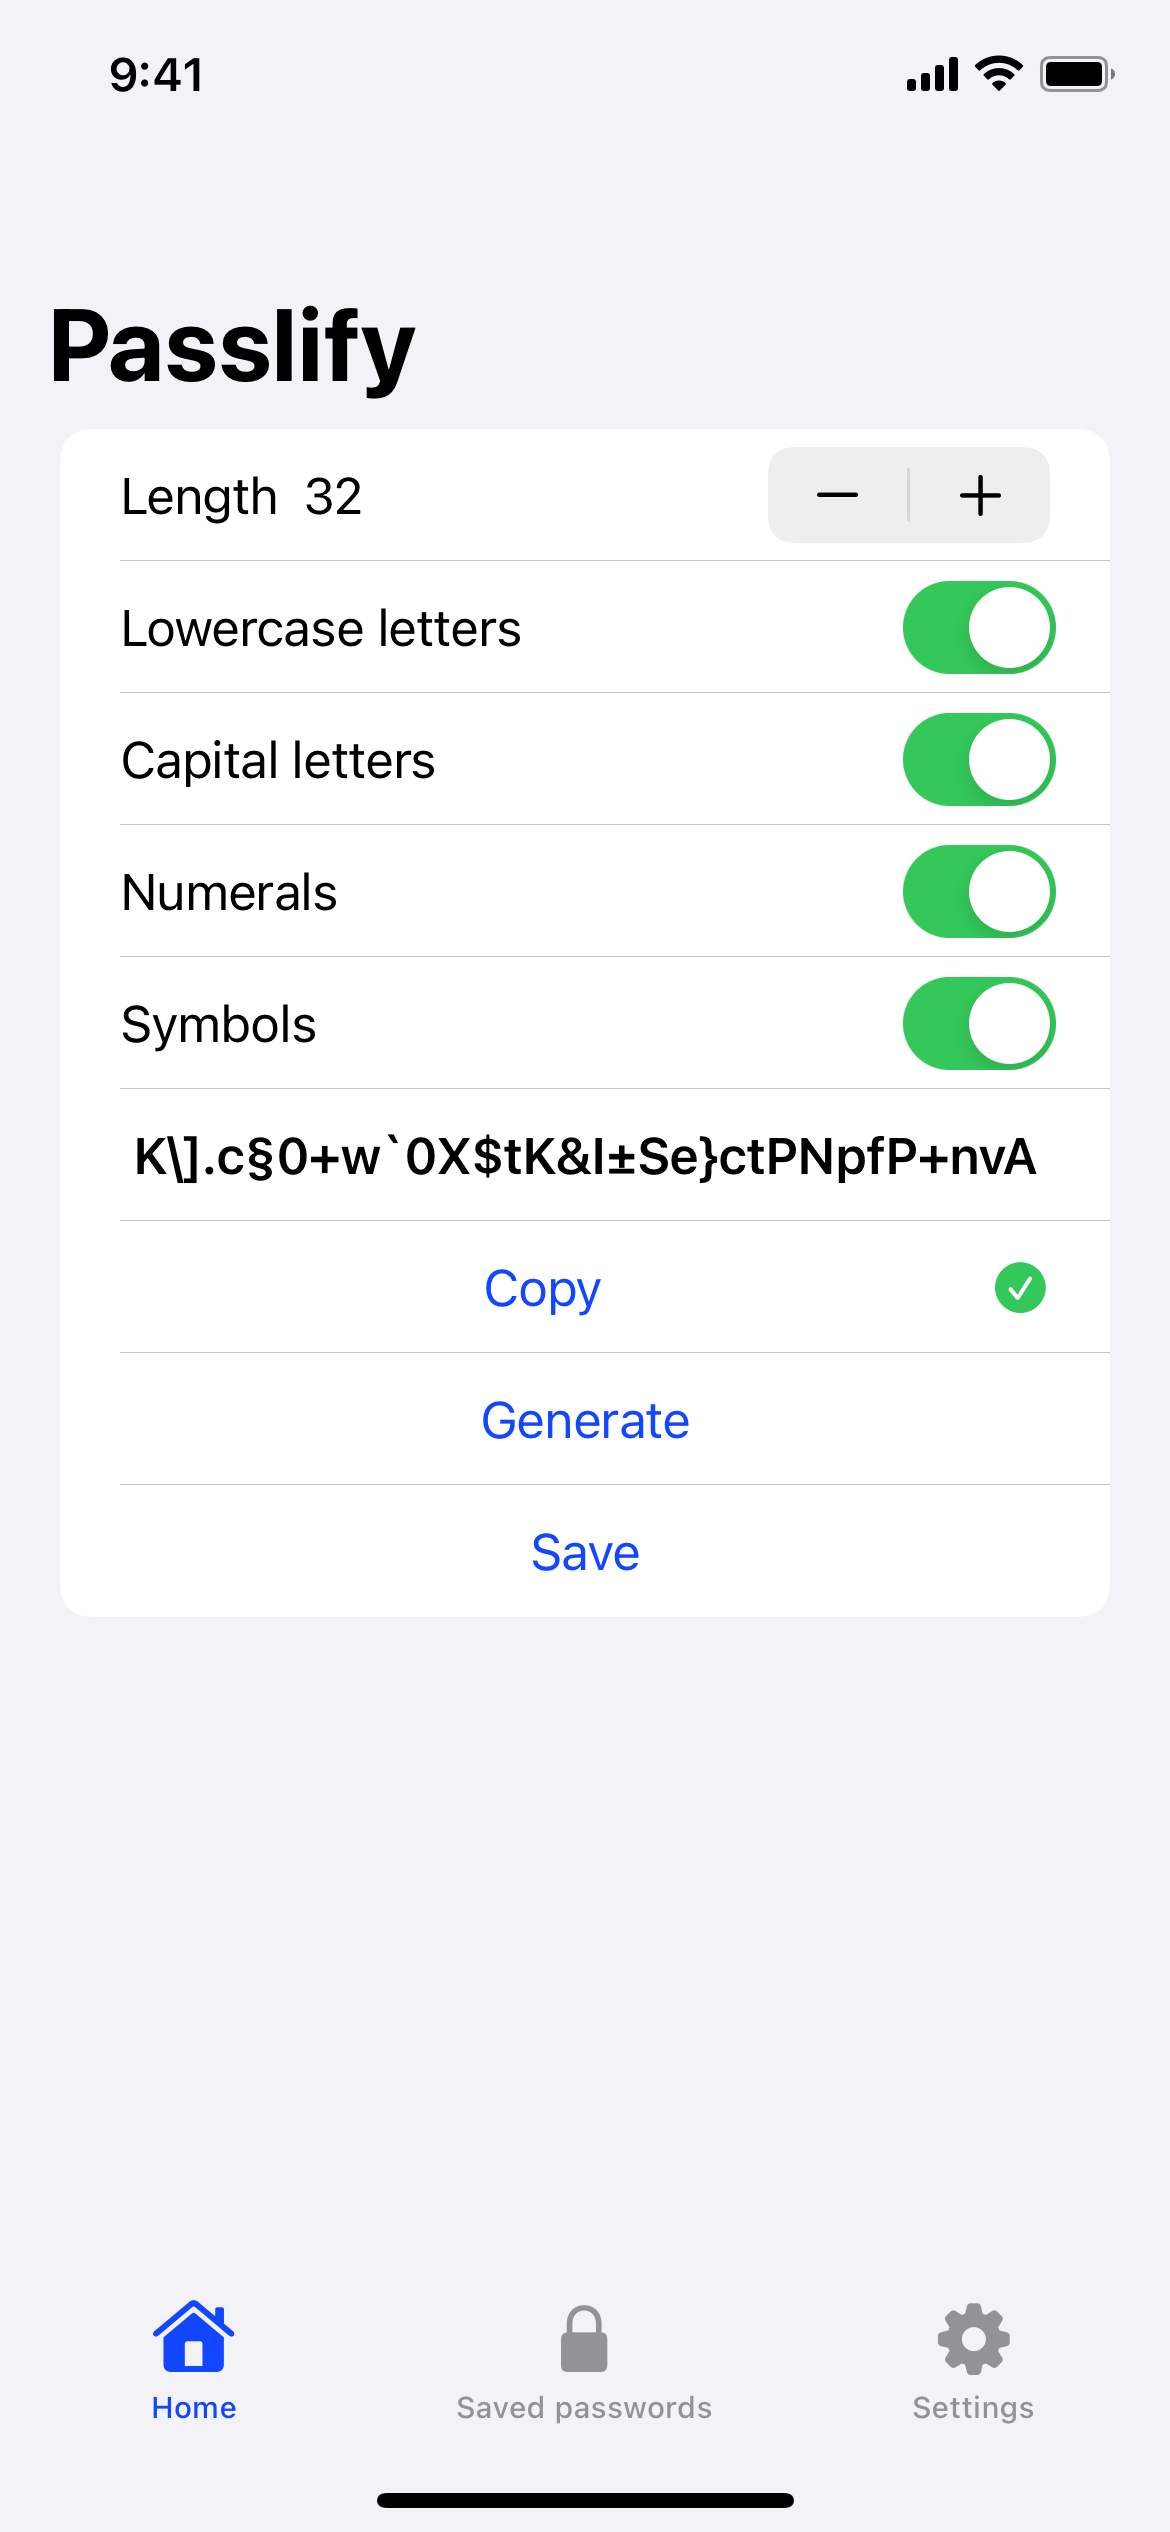 9:41
Passlify
Length 32
Lowercase letters
Capital letters
Numerals
Symbols
K\].c§0+w`0X$tK&I±Se}ctPNpfP+nvA
Copy
Generate
Save
Home
Saved passwords
Settings